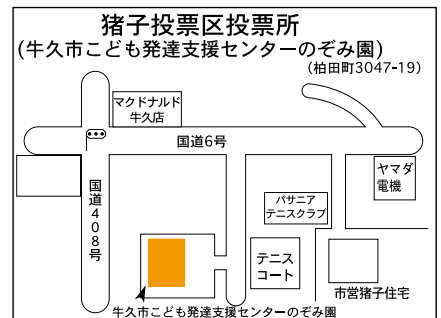 猪子投票区投票所
(牛久市こども発達支援センターのぞみ園)
(柏田町3047-19)
マクドナルド
牛久店
国道6号
ヤマダ
電機
国道408号
パサニア
テニスクラブ
テニス
コート
市営猪子住宅
牛久市こども発達支援センターのぞみ園